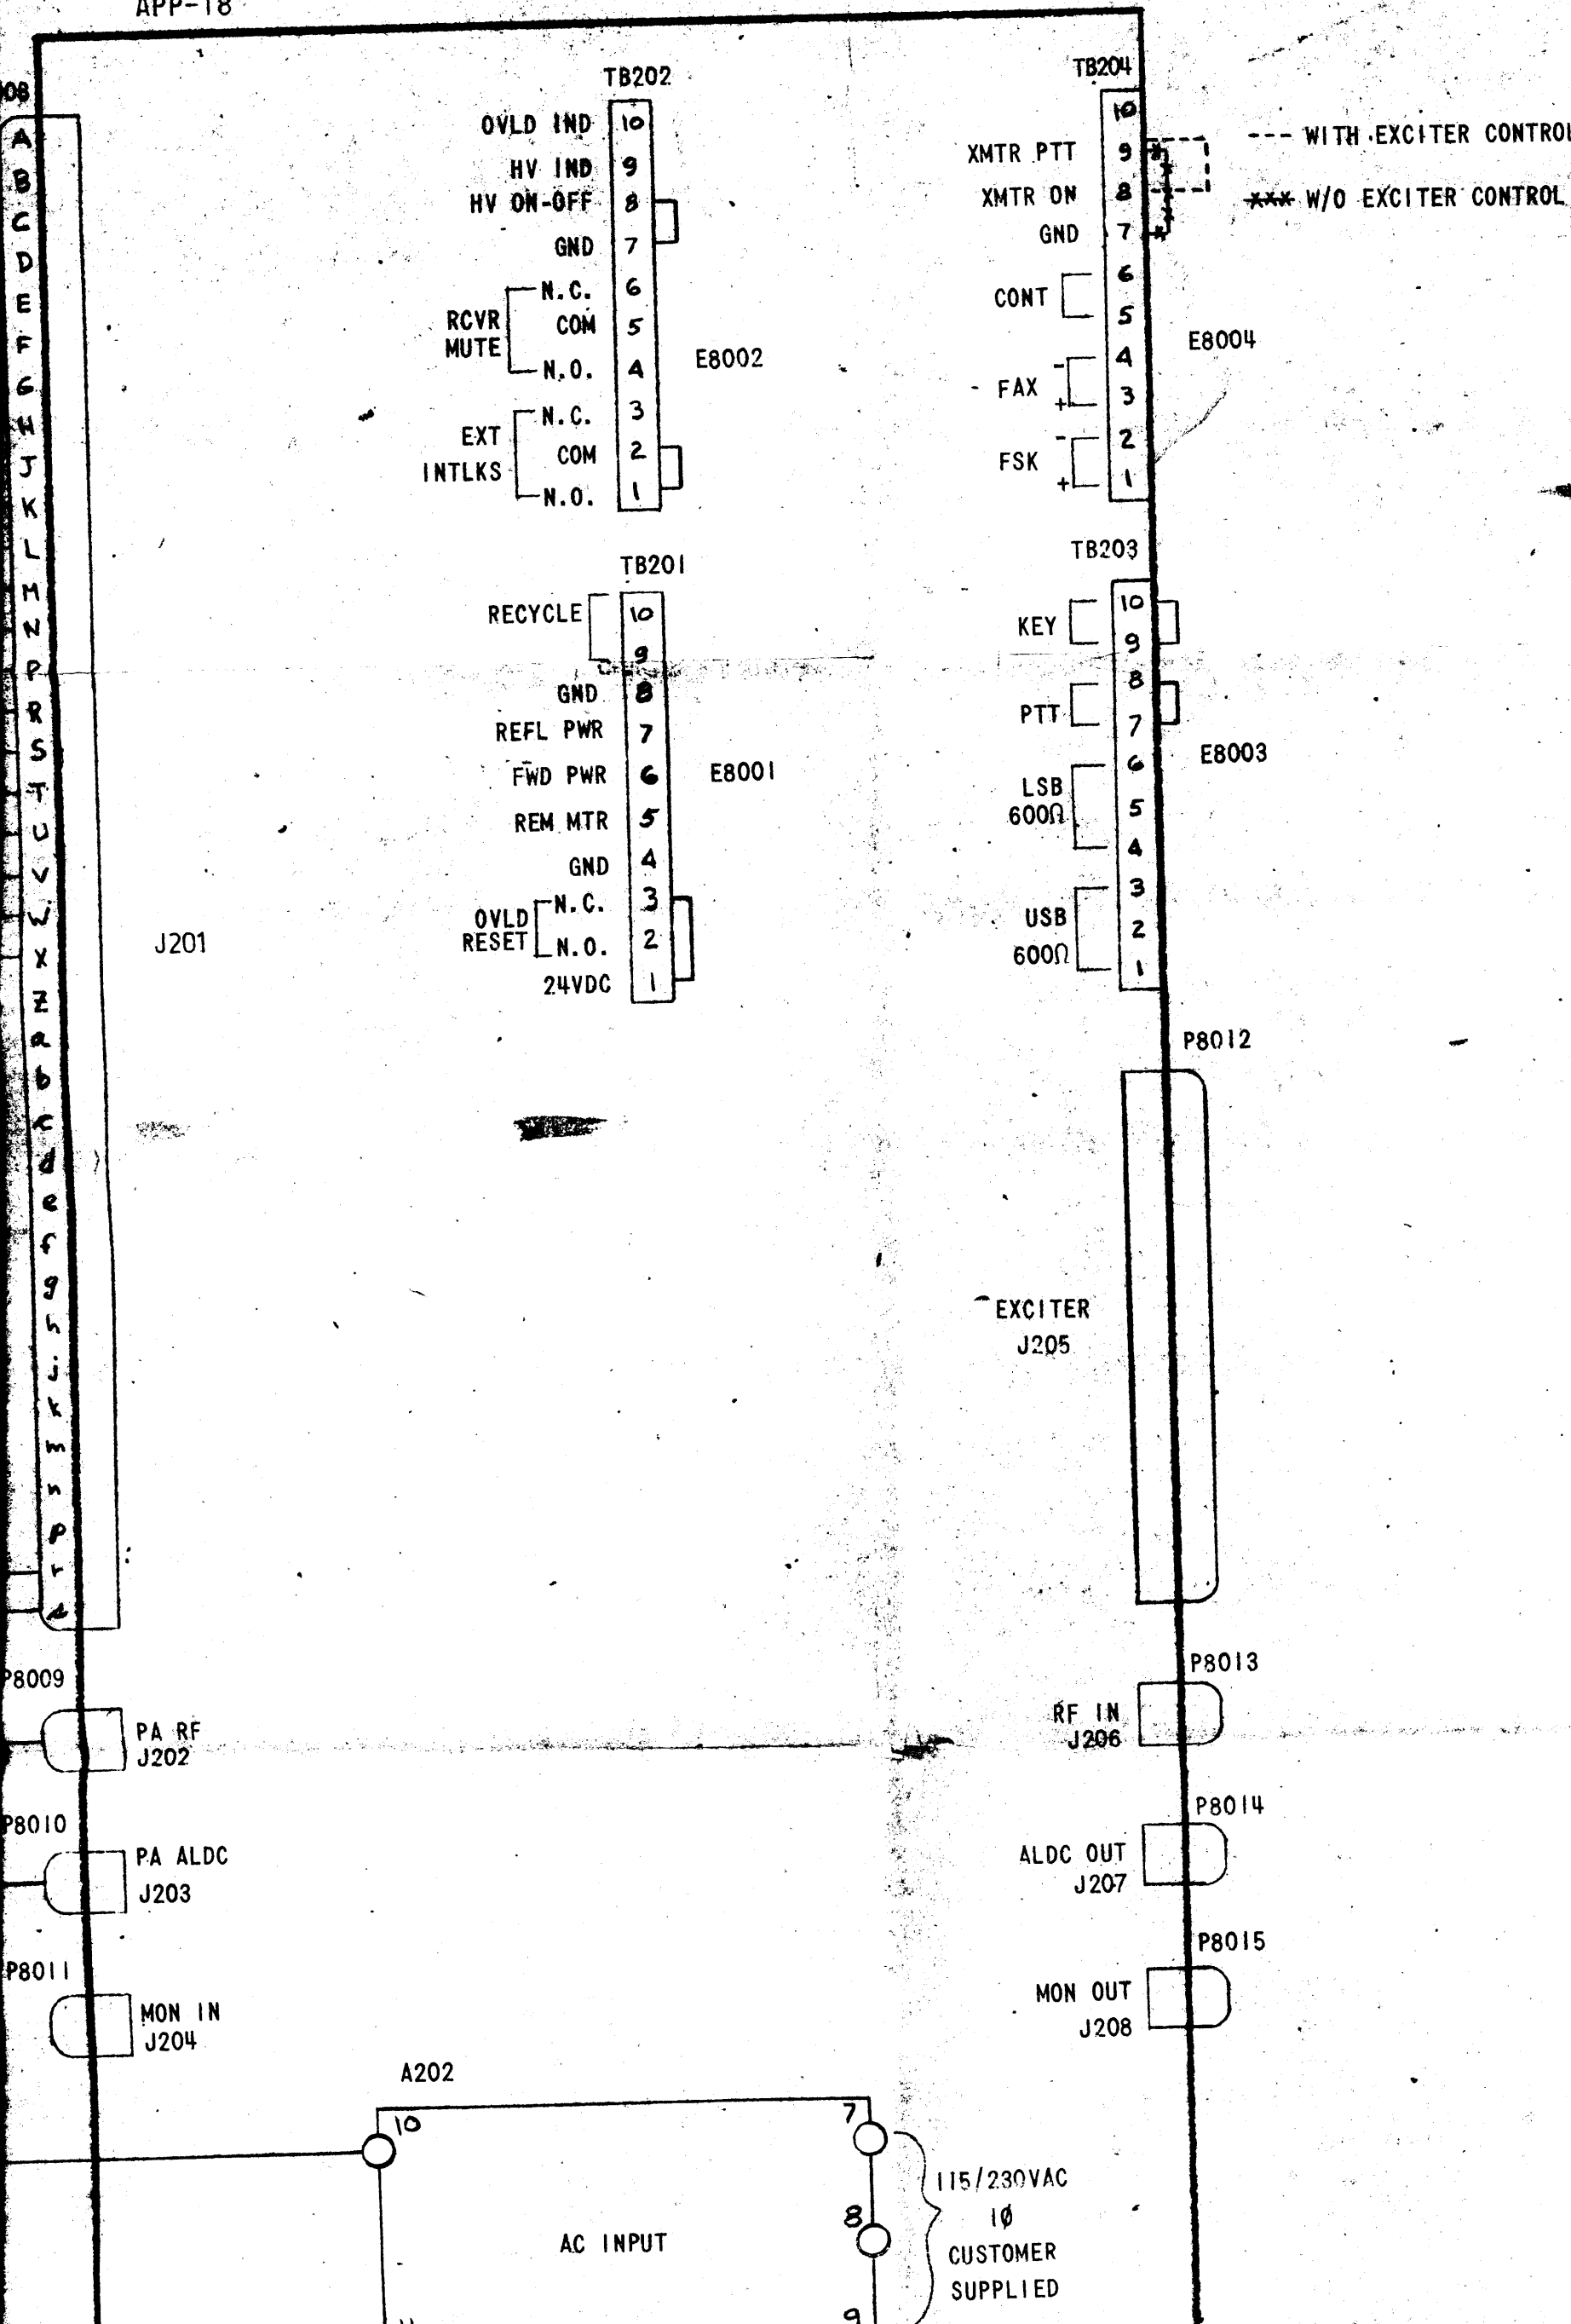 APP-18
08
A
B
C
D
E
F
G
H
J
K
L
M
N
P
R
S
T
U
V
W
X
Z
a
b
c
d
e
f
g
h
j
k
m
n
p
r
s
J201
TB202
OVLD IND 10
HV IND 9
HV ON-OFF 8
GND 7
N.C. 6
RCVR MUTE
COM 5
N.O. 4
E8002
N.C. 3
EXT INTLKS
COM 2
N.O. 1
TB201
RECYCLE 10
9
GND 8
REFL PWR 7
FWD PWR 6
E8001
REM MTR 5
GND 4
N.C. 3
OVLD RESET
N.O. 2
24VDC 1
TB204
10
XMTR PTT 9
--- WITH EXCITER CONTROL
XMTR ON 8
xxx W/O EXCITER CONTROL
GND 7
6
CONT
5
E8004
- 4
FAX
+ 3
- 2
FSK
+ 1
TB203
10
KEY
9
8
PTT
7
E8003
6
LSB
600Ω
5
4
3
USB
600Ω
2
1
P8012
EXCITER
J205
P8009
PA RF
J202
P8010
PA ALDC
J203
P8011
MON IN
J204
P8013
RF IN
J206
P8014
ALDC OUT
J207
P8015
MON OUT
J208
A202
10
7
8
9
AC INPUT
115/230VAC
1Ø
CUSTOMER
SUPPLIED